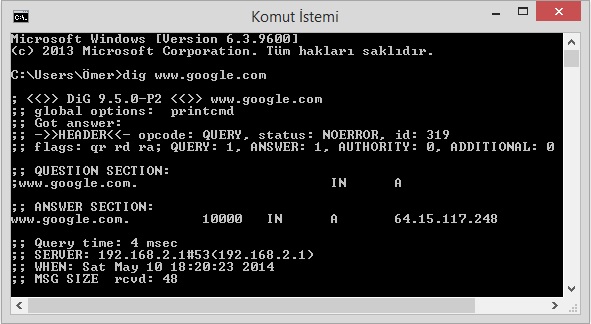 Komut İstemi
Microsoft Windows [Version 6.3.9600]
(c) 2013 Microsoft Corporation. Tüm hakları saklıdır.
C:\Users\Ömer>dig www.google.com
; <<>> DiG 9.5.0-P2 <<>> www.google.com
;; global options:  printcmd
;; Got answer:
;; ->>HEADER<<- opcode: QUERY, status: NOERROR, id: 319
;; flags: qr rd ra; QUERY: 1, ANSWER: 1, AUTHORITY: 0, ADDITIONAL: 0
;; QUESTION SECTION:
;www.google.com.                        IN      A
;; ANSWER SECTION:
www.google.com.         10000   IN      A       64.15.117.248
;; Query time: 4 msec
;; SERVER: 192.168.2.1#53(192.168.2.1)
;; WHEN: Sat May 10 18:20:23 2014
;; MSG SIZE  rcvd: 48